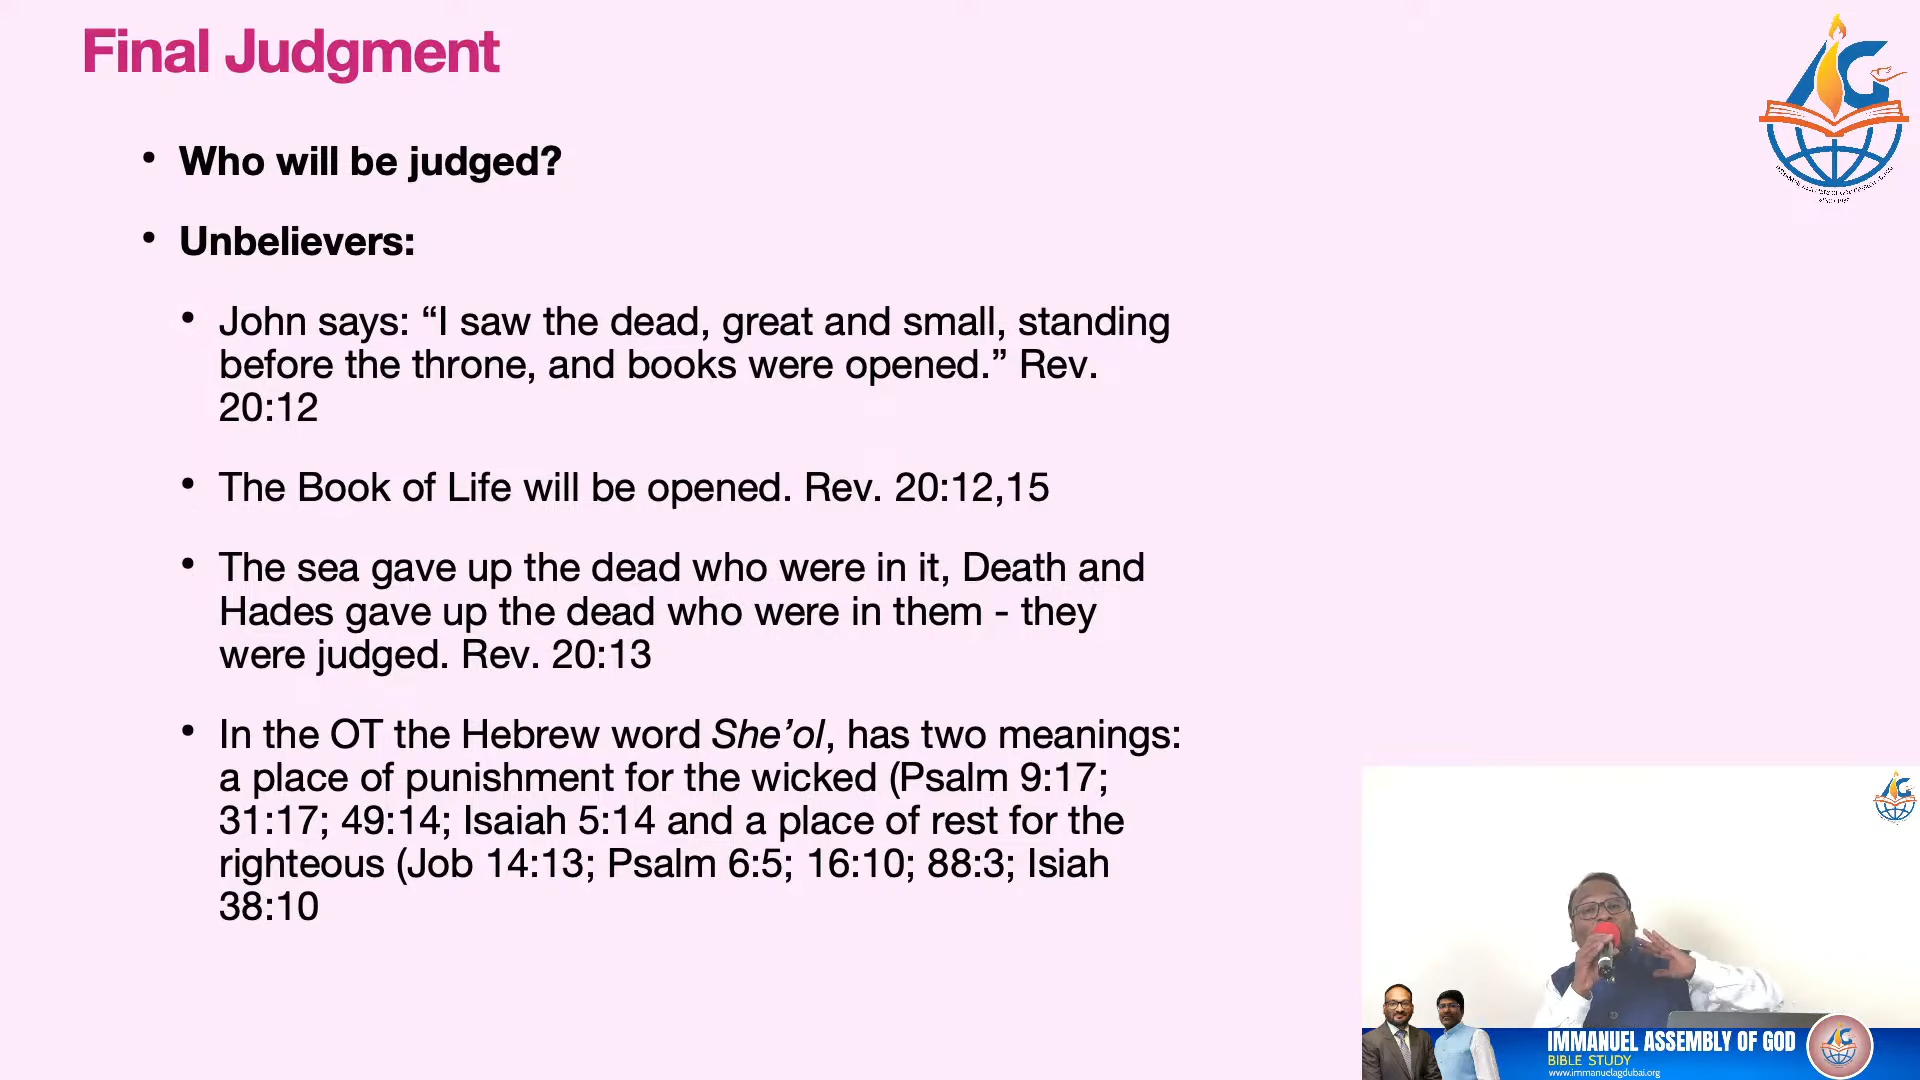 Final Judgment
• Who will be judged?
• Unbelievers:
• John says: “I saw the dead, great and small, standing
before the throne, and books were opened.” Rev.
20:12
• The Book of Life will be opened. Rev. 20:12,15
• The sea gave up the dead who were in it, Death and
Hades gave up the dead who were in them - they
were judged. Rev. 20:13
• In the OT the Hebrew word She’ol, has two meanings:
a place of punishment for the wicked (Psalm 9:17;
31:17; 49:14; Isaiah 5:14 and a place of rest for the
righteous (Job 14:13; Psalm 6:5; 16:10; 88:3; Isiah
38:10
AG
IMMANUEL ASSEMBLY OF GOD
BIBLE STUDY
www.immanuelagdubai.org